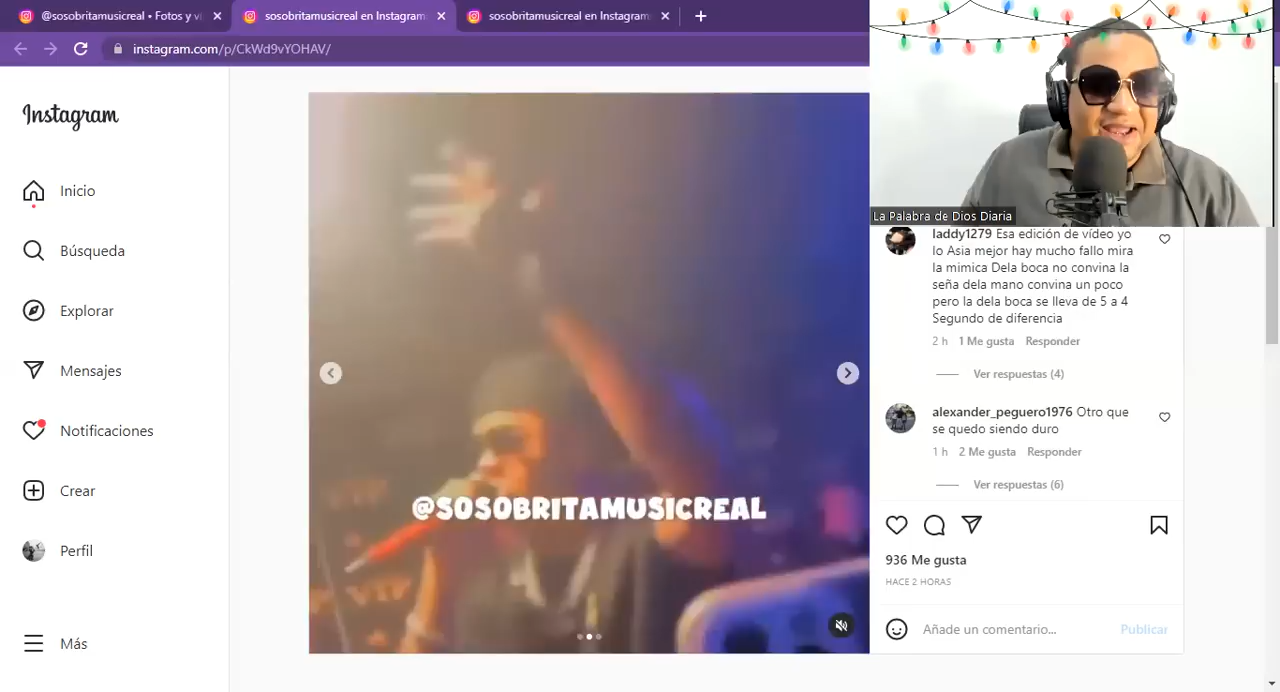 @sosobritamusicreal • Fotos y vi
sosobritamusicreal en Instagram
sosobritamusicreal en Instagram
instagram.com/p/CkWd9vYOHAV/
Instagram
Inicio
Búsqueda
Explorar
Mensajes
Notificaciones
Crear
Perfil
Más
VIP
VIP
@SOSOBRITAMUSICREAL
La Palabra de Dios Diaria
laddy1279 Esa edición de vídeo yo
lo Asia mejor hay mucho fallo mira
la mimica Dela boca no convina la
seña dela mano convina un poco
pero la dela boca se lleva de 5 a 4
Segundo de diferencia
2 h 1 Me gusta Responder
Ver respuestas (4)
alexander_peguero1976 Otro que
se quedo siendo duro
1 h 2 Me gusta Responder
Ver respuestas (6)
936 Me gusta
HACE 2 HORAS
Añade un comentario... Publicar